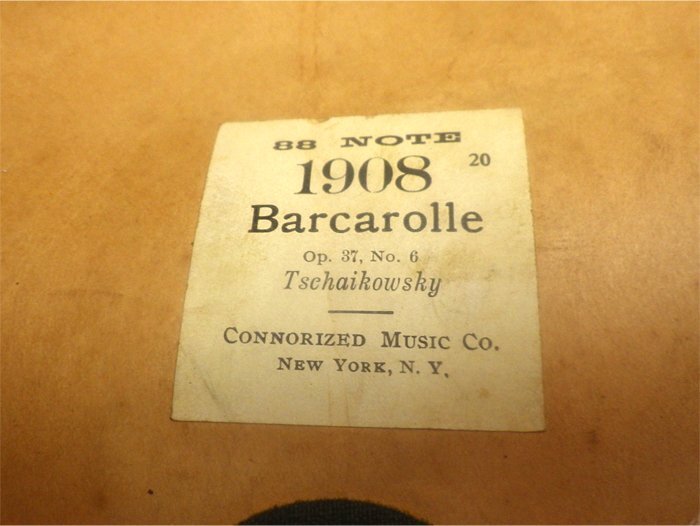 88 NOTE
1908 20
Barcarolle
Op. 37, No. 6
Tschaikowsky
CONNORIZED MUSIC CO.
NEW YORK, N. Y.